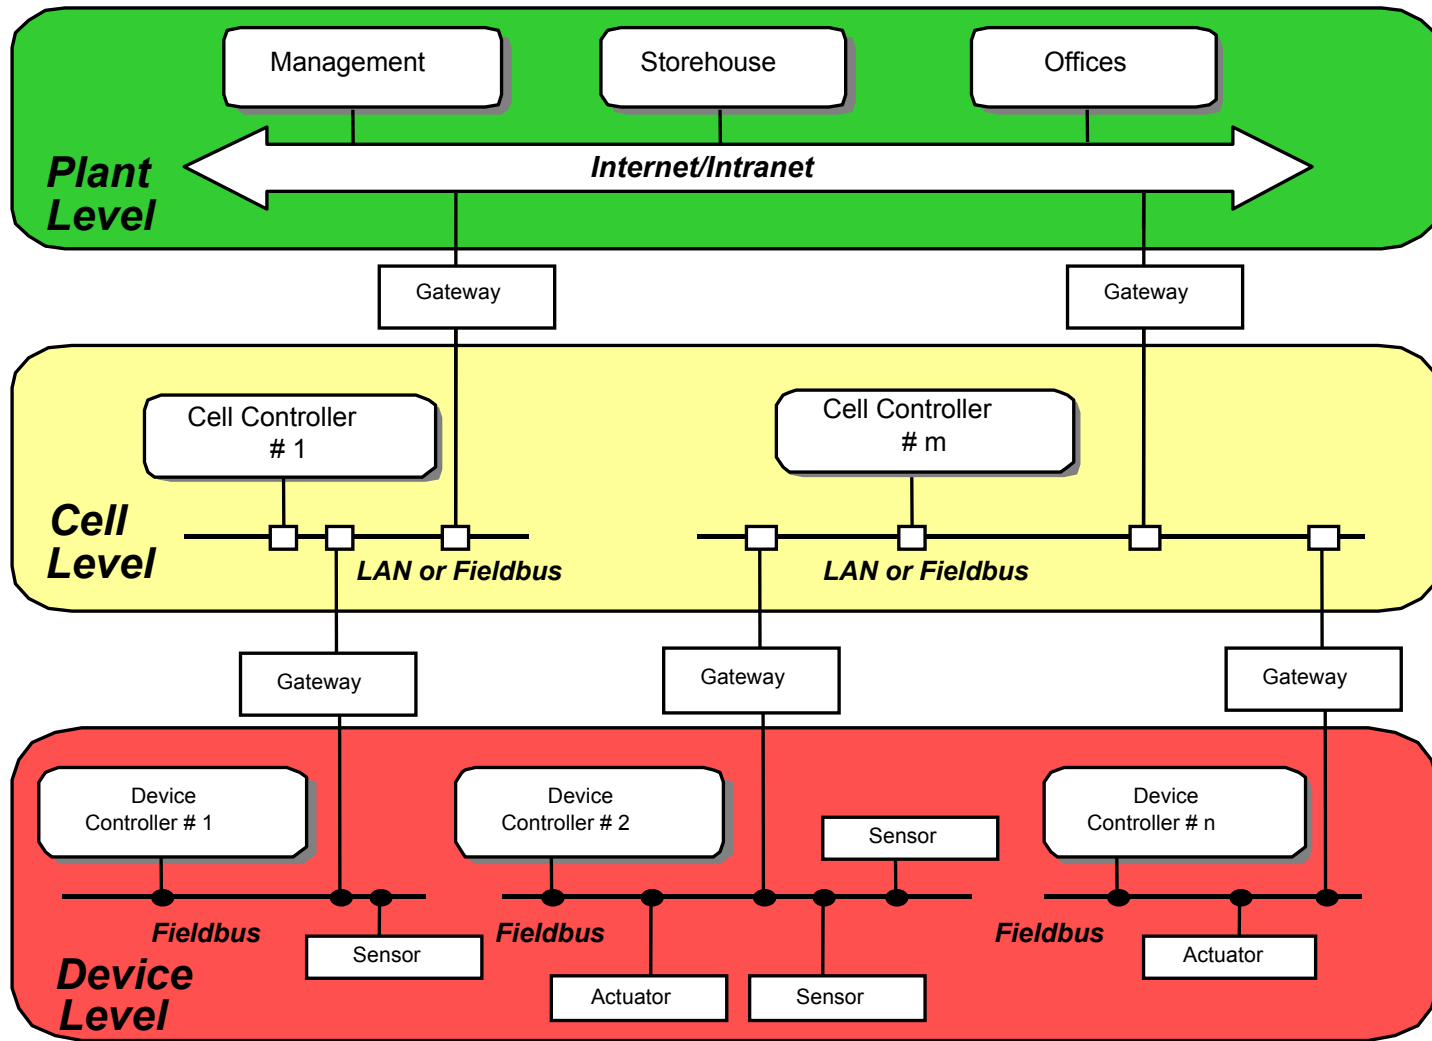 Management
Storehouse
Offices
Internet/Intranet
Plant
Level
Gateway
Gateway
Cell Controller
# 1
Cell Controller
# m
Cell
Level
LAN or Fieldbus
LAN or Fieldbus
Gateway
Gateway
Gateway
Device
Controller # 1
Device
Controller # 2
Sensor
Device
Controller # n
Fieldbus
Sensor
Fieldbus
Actuator
Sensor
Fieldbus
Actuator
Device
Level